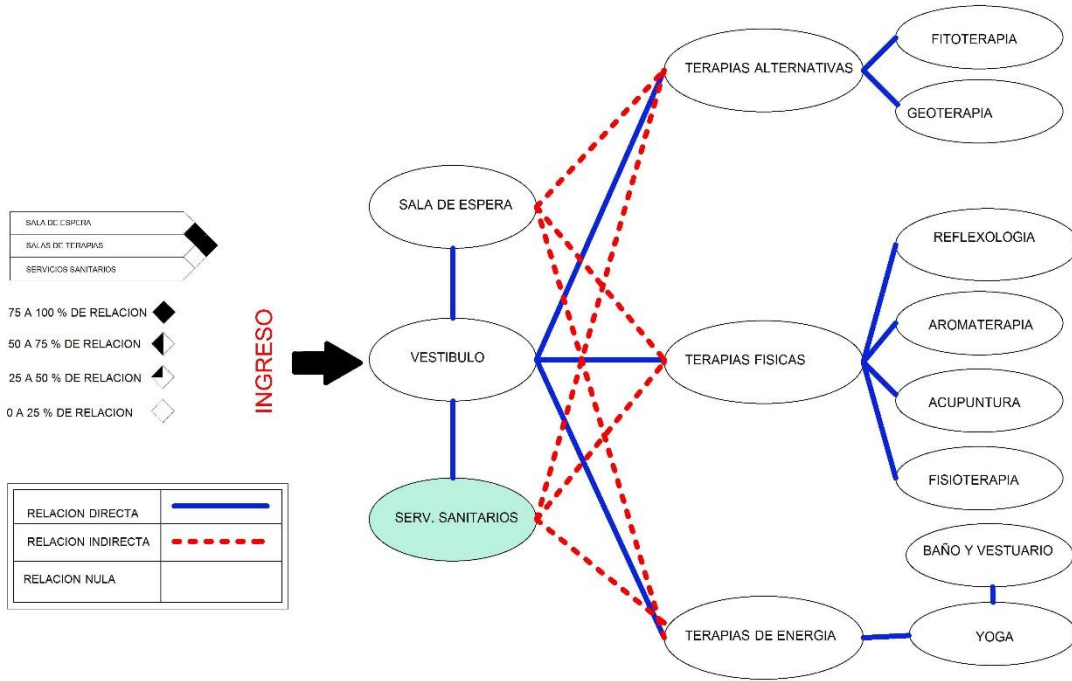 SALA DE ESPERA
SALAS DE TERAPIAS
SERVICIOS SANITARIOS
75 A 100 % DE RELACION
50 A 75 % DE RELACION
25 A 50 % DE RELACION
0 A 25 % DE RELACION
RELACION DIRECTA
RELACION INDIRECTA
RELACION NULA
INGRESO
SALA DE ESPERA
VESTIBULO
SERV. SANITARIOS
TERAPIAS ALTERNATIVAS
TERAPIAS FISICAS
TERAPIAS DE ENERGIA
FITOTERAPIA
GEOTERAPIA
REFLEXOLOGIA
AROMATERAPIA
ACUPUNTURA
FISIOTERAPIA
BAÑO Y VESTUARIO
YOGA